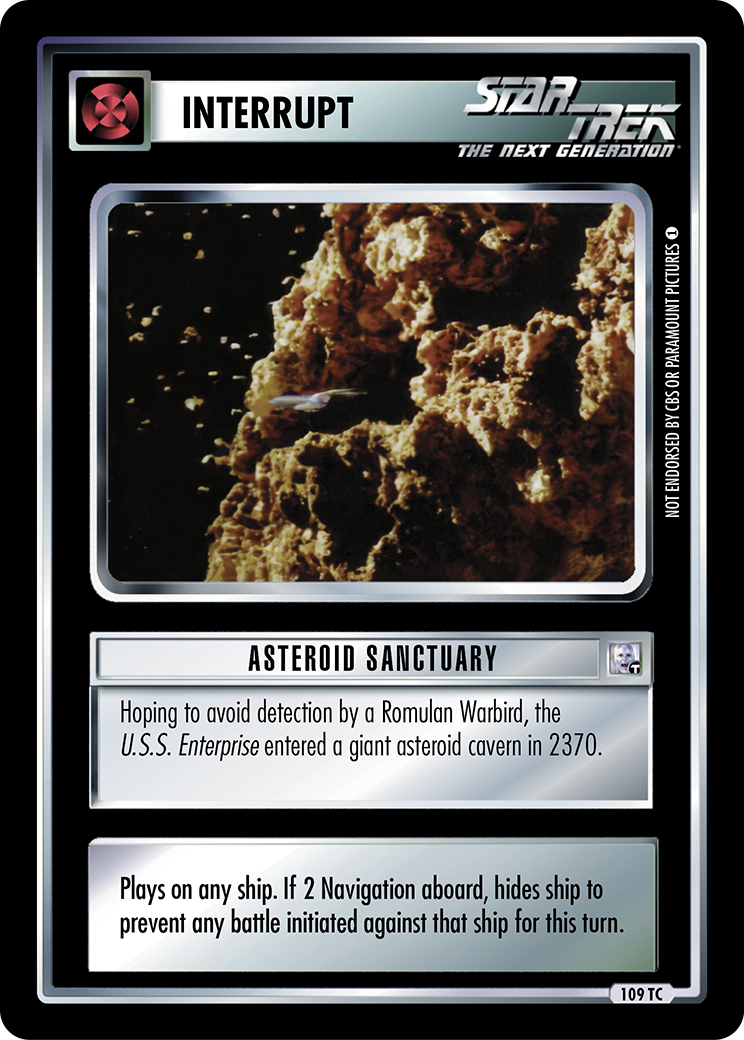 INTERRUPT
STAR TREK
THE NEXT GENERATION
NOT ENDORSED BY CBS OR PARAMOUNT PICTURES 1
ASTEROID SANCTUARY
T
Hoping to avoid detection by a Romulan Warbird, the
U.S.S. Enterprise entered a giant asteroid cavern in 2370.
Plays on any ship. If 2 Navigation aboard, hides ship to
prevent any battle initiated against that ship for this turn.
109 TC